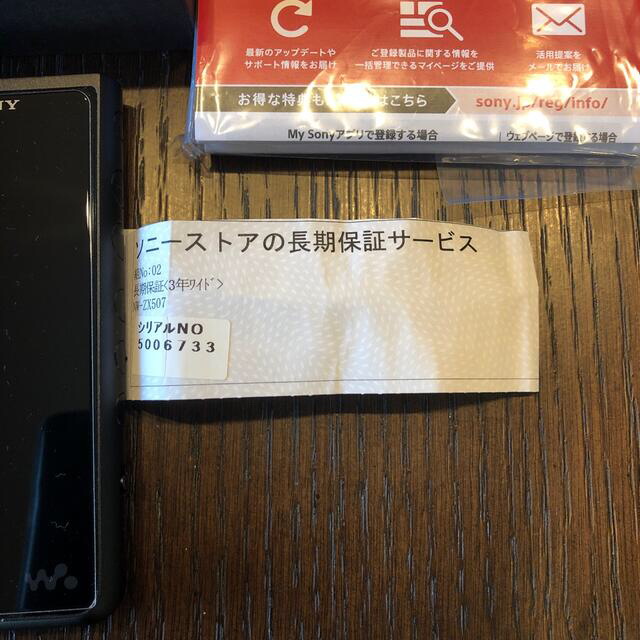 最新のアップデートや
サポート情報をお届け
ご登録製品に関する情報を
一括管理できるマイページをご提供
活用提案を
メールでお届け
お得な特典も
はこちら
sony.jp/reg/info/
My Sonyアプリで登録する場合
ウェブページで登録する場合
ソニーストアの長期保証サービス
No:02
長期保証<3年ワイド>
ZX507
シリアルNO
5006733